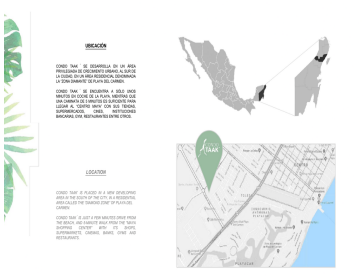 UBICACIÓN
CONDO TAAK´ SE DESARROLLA EN UN ÁREA
PRIVILEGIADA DE CRECIMIENTO URBANO, AL SUR DE
LA CIUDAD, EN UN ÁREA RESIDENCIAL DENOMINADA
LA 'ZONA DIAMANTE' DE PLAYA DEL CARMEN.
CONDO TAAK´ SE ENCUENTRA A SÓLO UNOS
MINUTOS EN COCHE DE LA PLAYA, MIENTRAS QUE
UNA CAMINATA DE 5 MINUTOS ES SUFICIENTE PARA
LLEGAR AL 'CENTRO MAYA' CON SUS TIENDAS,
SUPERMERCADOS, CINES, INSTITUCIONES
BANCARIAS, GYM, RESTAURANTES ENTRE OTROS.
LOCATION
CONDO TAAK´ IS PLACED IN A NEW DEVELOPING
AREA AT THE SOUTH OF THE CITY, IN A RESIDENTIAL
AREA CALLED THE 'DIAMOND ZONE' OF PLAYA DEL
CARMEN.
CONDO TAAK´ IS JUST A FEW MINUTES DRIVE FROM
THE BEACH, AND 5 MINUTE WALK FROM THE 'MAYA
SHOPPING CENTER' WITH ITS SHOPS,
SUPERMARKETS, CINEMAS, BANKS, GYMS AND
RESTAURANTS.
TAAK´